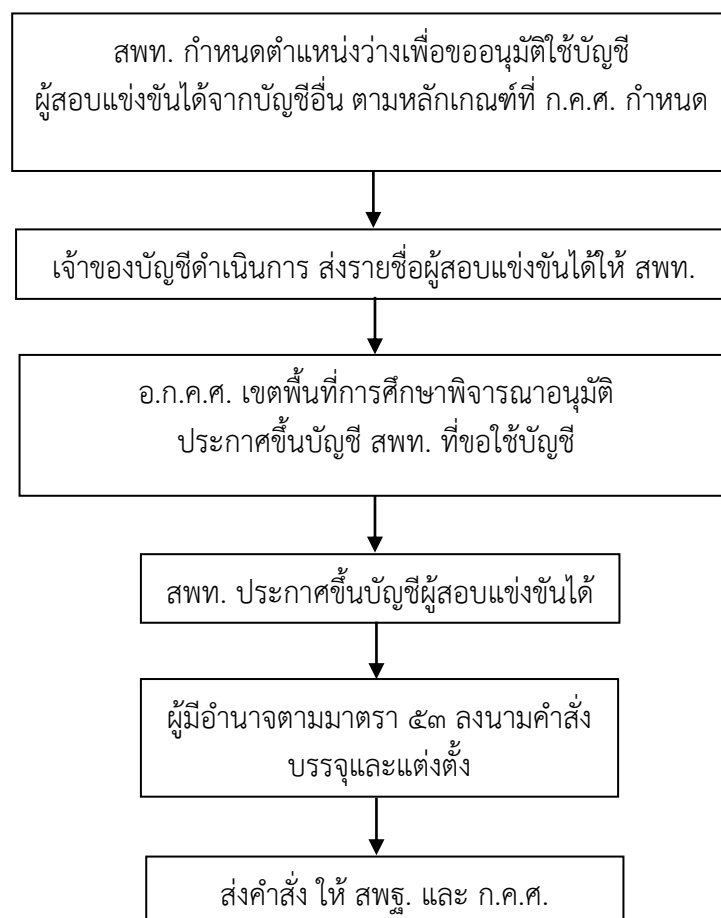 สพท. กำหนดตำแหน่งว่างเพื่อขออนุมัติใช้บัญชี
ผู้สอบแข่งขันได้จากบัญชีอื่น ตามหลักเกณฑ์ที่ ก.ค.ศ. กำหนด
เจ้าของบัญชีดำเนินการ ส่งรายชื่อผู้สอบแข่งขันได้ให้ สพท.
อ.ก.ค.ศ. เขตพื้นที่การศึกษาพิจารณาอนุมัติ
ประกาศขึ้นบัญชี สพท. ที่ขอใช้บัญชี
สพท. ประกาศขึ้นบัญชีผู้สอบแข่งขันได้
ผู้มีอำนาจตามมาตรา ๕๓ ลงนามคำสั่ง
บรรจุและแต่งตั้ง
ส่งคำสั่ง ให้ สพฐ. และ ก.ค.ศ.